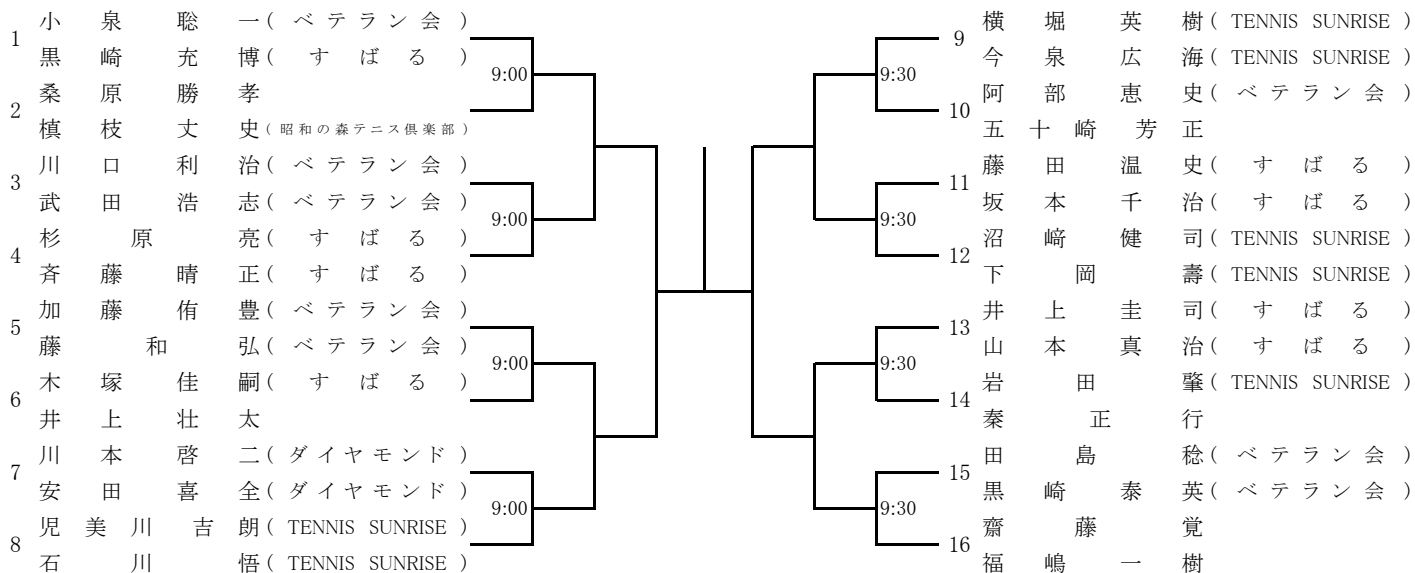 1
小泉聡一(ベテラン会)
黒崎充博(すばる)
9:00
2
桑原勝孝
槙枝丈史(昭和の森テニス倶楽部)
3
川口利治(ベテラン会)
武田浩志(ベテラン会)
9:00
4
杉原亮(すばる)
斉藤晴正(すばる)
5
加藤侑豊(ベテラン会)
藤和弘(ベテラン会)
9:00
6
木塚佳嗣(すばる)
井上壮太
7
川本啓二(ダイヤモンド)
安田喜全(ダイヤモンド)
9:00
8
児美川吉朗(TENNIS SUNRISE)
石川悟(TENNIS SUNRISE)
9
横堀英樹(TENNIS SUNRISE)
今泉広海(TENNIS SUNRISE)
9:30
10
阿部恵史(ベテラン会)
五十崎芳正
11
藤田温史(すばる)
坂本千治(すばる)
9:30
12
沼﨑健司(TENNIS SUNRISE)
下岡壽(TENNIS SUNRISE)
13
井上圭司(すばる)
山本真治(すばる)
9:30
14
岩田肇(TENNIS SUNRISE)
秦正行
15
田島稔(ベテラン会)
黒崎泰英(ベテラン会)
9:30
16
齋藤覚
福嶋一樹